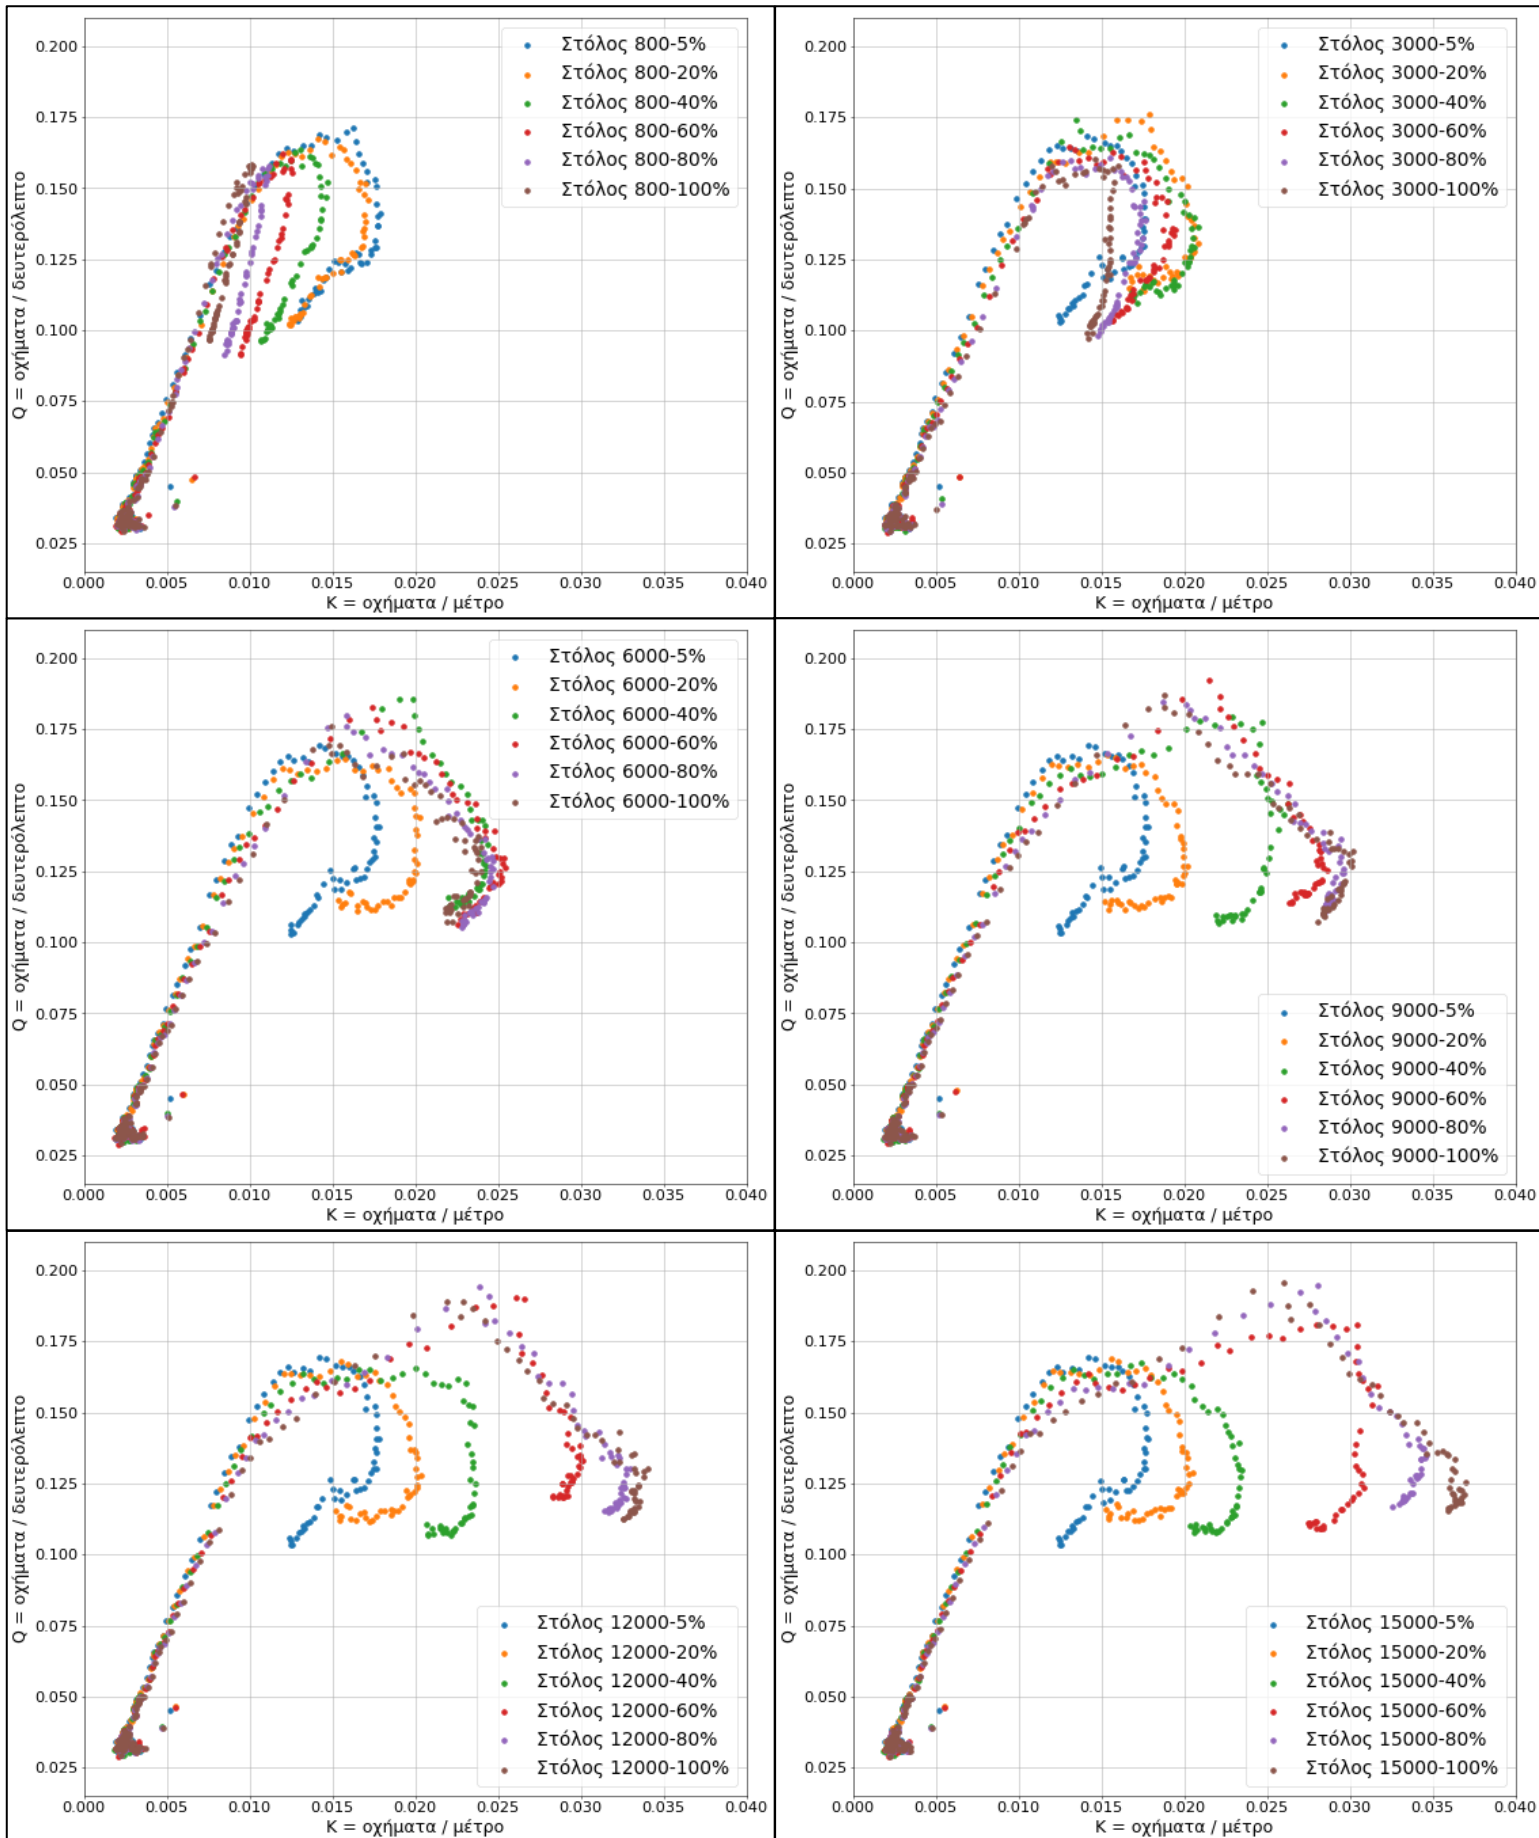 0.200
0.175
0.150
0.125
0.100
0.075
0.050
0.025
Q = οχήματα / δευτερόλεπτο
Στόλος 800-5%
Στόλος 800-20%
Στόλος 800-40%
Στόλος 800-60%
Στόλος 800-80%
Στόλος 800-100%
0.000 0.005 0.010 0.015 0.020 0.025 0.030 0.035 0.040
K = οχήματα / μέτρο
0.200
0.175
0.150
0.125
0.100
0.075
0.050
0.025
Q = οχήματα / δευτερόλεπτο
Στόλος 3000-5%
Στόλος 3000-20%
Στόλος 3000-40%
Στόλος 3000-60%
Στόλος 3000-80%
Στόλος 3000-100%
0.000 0.005 0.010 0.015 0.020 0.025 0.030 0.035 0.040
K = οχήματα / μέτρο
0.200
0.175
0.150
0.125
0.100
0.075
0.050
0.025
Q = οχήματα / δευτερόλεπτο
Στόλος 6000-5%
Στόλος 6000-20%
Στόλος 6000-40%
Στόλος 6000-60%
Στόλος 6000-80%
Στόλος 6000-100%
0.000 0.005 0.010 0.015 0.020 0.025 0.030 0.035 0.040
K = οχήματα / μέτρο
0.200
0.175
0.150
0.125
0.100
0.075
0.050
0.025
Q = οχήματα / δευτερόλεπτο
Στόλος 9000-5%
Στόλος 9000-20%
Στόλος 9000-40%
Στόλος 9000-60%
Στόλος 9000-80%
Στόλος 9000-100%
0.000 0.005 0.010 0.015 0.020 0.025 0.030 0.035 0.040
K = οχήματα / μέτρο
0.200
0.175
0.150
0.125
0.100
0.075
0.050
0.025
Q = οχήματα / δευτερόλεπτο
Στόλος 12000-5%
Στόλος 12000-20%
Στόλος 12000-40%
Στόλος 12000-60%
Στόλος 12000-80%
Στόλος 12000-100%
0.000 0.005 0.010 0.015 0.020 0.025 0.030 0.035 0.040
K = οχήματα / μέτρο
0.200
0.175
0.150
0.125
0.100
0.075
0.050
0.025
Q = οχήματα / δευτερόλεπτο
Στόλος 15000-5%
Στόλος 15000-20%
Στόλος 15000-40%
Στόλος 15000-60%
Στόλος 15000-80%
Στόλος 15000-100%
0.000 0.005 0.010 0.015 0.020 0.025 0.030 0.035 0.040
K = οχήματα / μέτρο